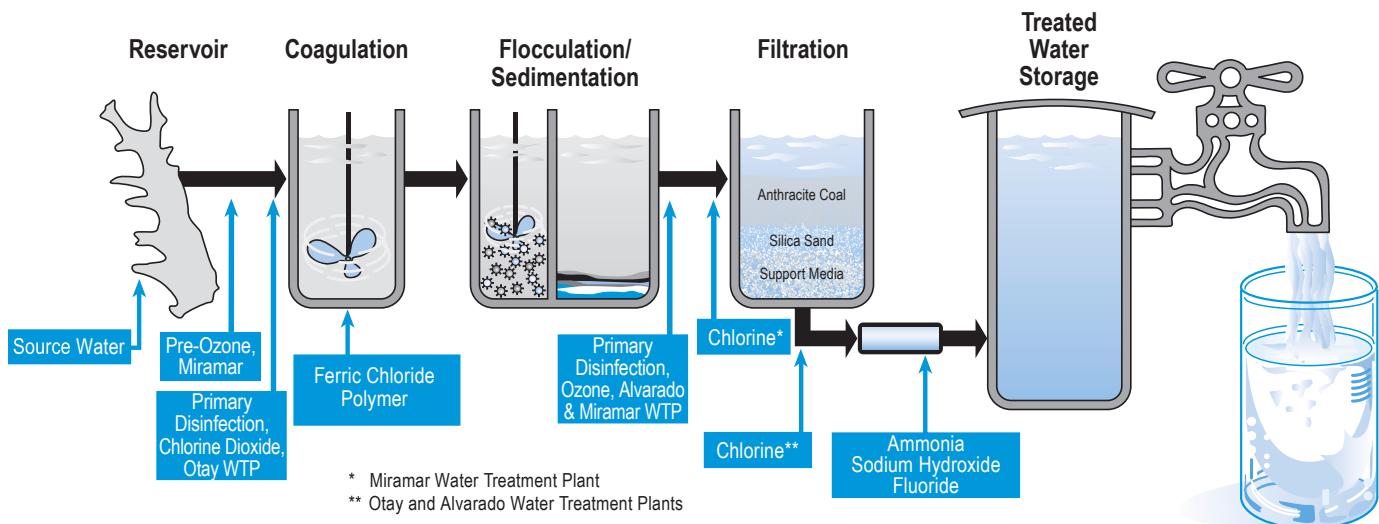 Reservoir
Coagulation
Flocculation/
Sedimentation
Filtration
Treated
Water
Storage
Anthracite Coal
Silica Sand
Support Media
Source Water
Pre-Ozone,
Miramar
Primary
Disinfection,
Chlorine Dioxide,
Otay WTP
Ferric Chloride
Polymer
Primary
Disinfection,
Ozone, Alvarado
& Miramar WTP
Chlorine*
Chlorine**
Ammonia
Sodium Hydroxide
Fluoride
* Miramar Water Treatment Plant
** Otay and Alvarado Water Treatment Plants